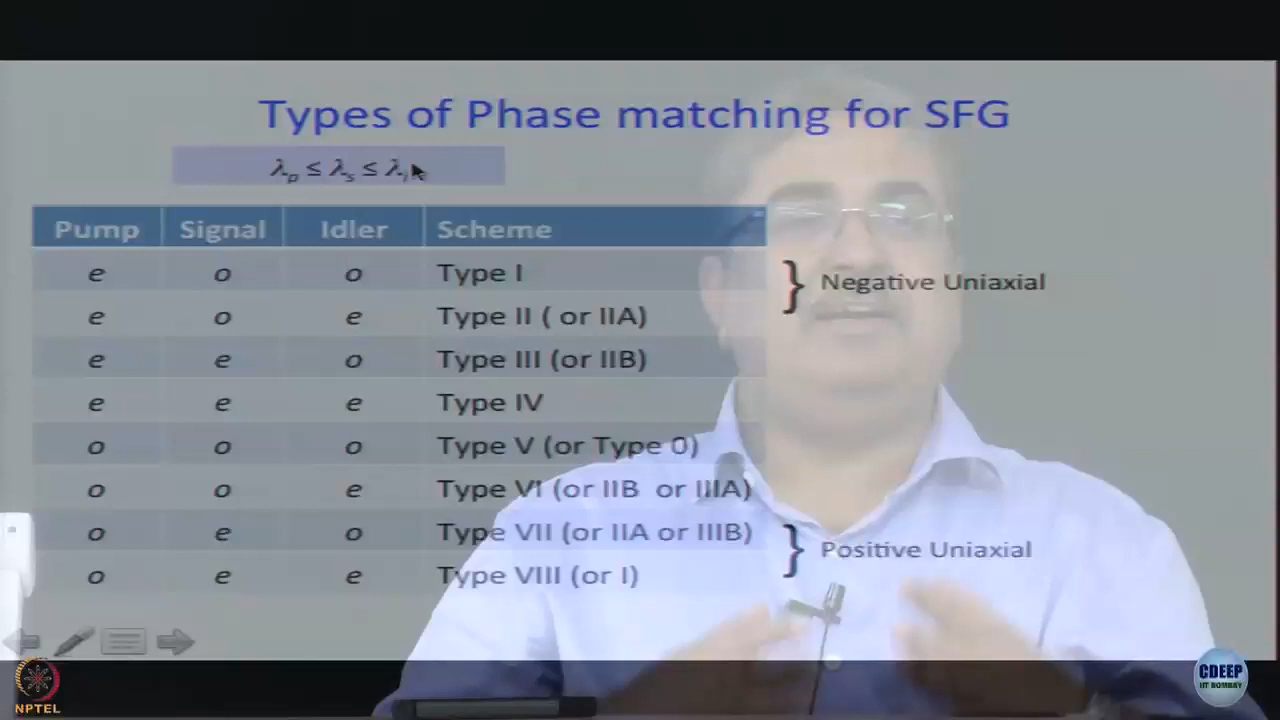 Types of Phase matching for SFG
λp ≤ λs ≤ λi
Pump Signal Idler Scheme
e o o Type I
e o e Type II ( or IIA)
e e o Type III (or IIB)
e e e Type IV
o o o Type V (or Type 0)
o o e Type VI (or IIB or IIIA)
o e o Type VII (or IIA or IIIB)
o e e Type VIII (or I)
} Negative Uniaxial
} Positive Uniaxial
NPTEL
CDEEP
IIT BOMBAY